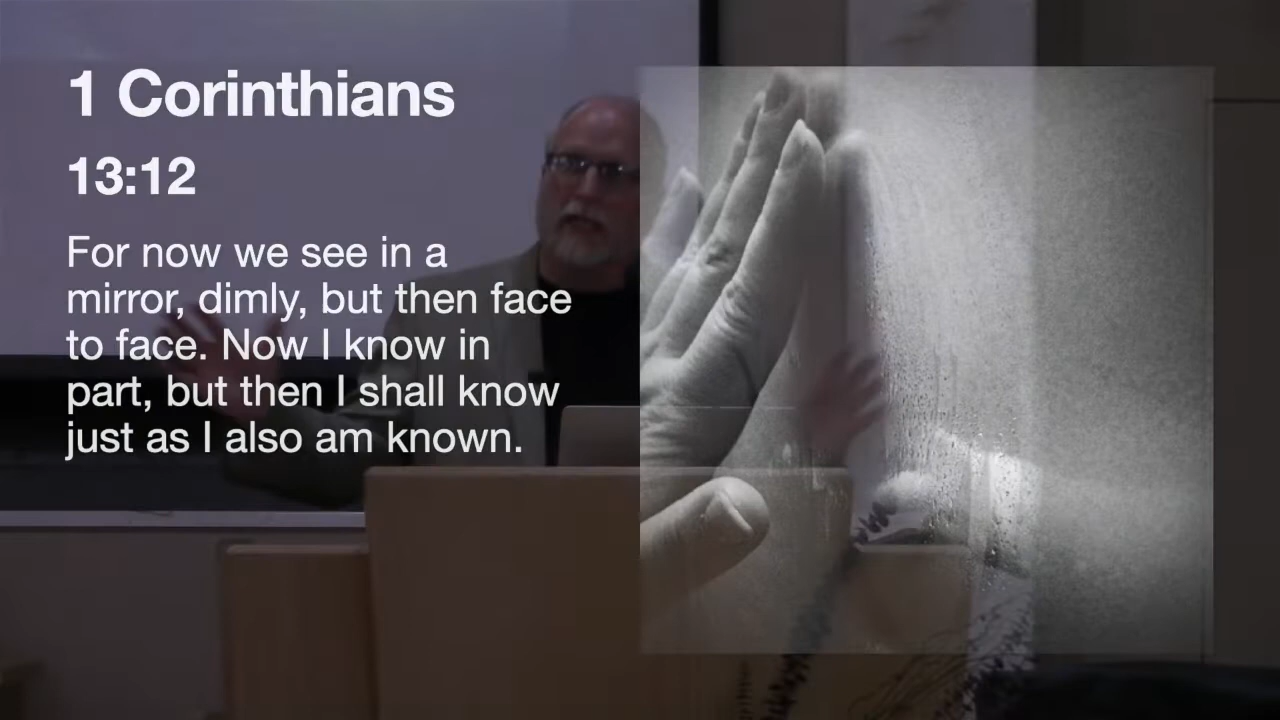 1 Corinthians
13:12
For now we see in a
mirror, dimly, but then face
to face. Now I know in
part, but then I shall know
just as I also am known.